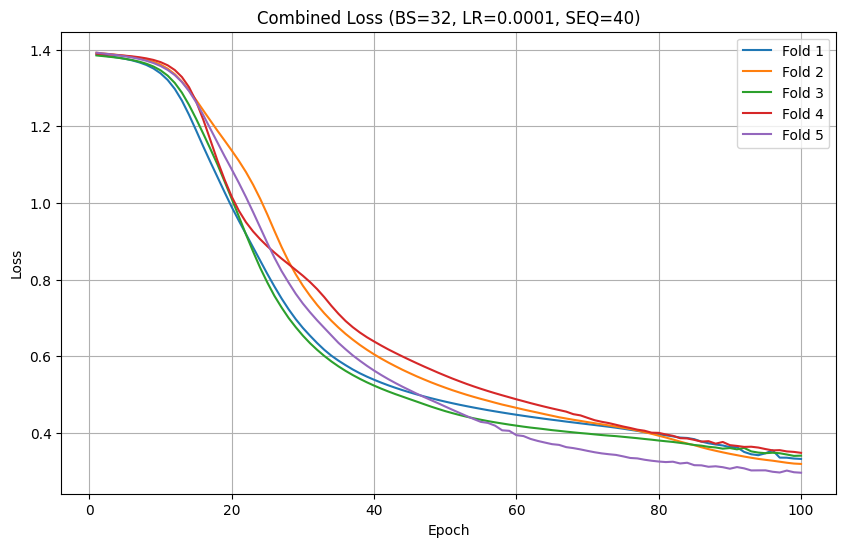 Combined Loss (BS=32, LR=0.0001, SEQ=40)
Fold 1
Fold 2
Fold 3
Fold 4
Fold 5
Loss
1.4
1.2
1.0
0.8
0.6
0.4
0 20 40 60 80 100
Epoch